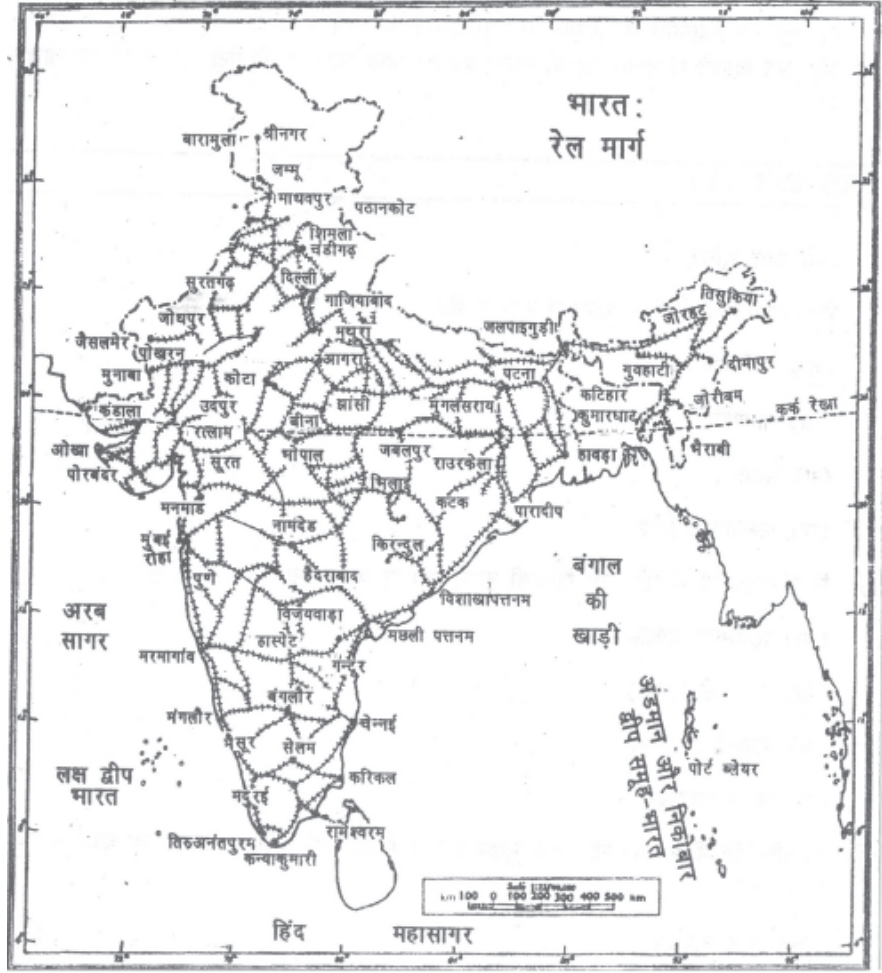 भारत:
रेल मार्ग
बारामुला
श्रीनगर
जम्मू
माधवपुर
पठानकोट
शिमला
चंडीगढ़
सुरतगढ़
दिल्ली
गाजियाबाद
जोधपुर
मथुरा
जलपाइगुड़ी
तिसुकिया
जोरहट
जैसलमेर
पोखरन
मुनाबा
कोटा
आगरा
पटना
गुवहाटी
दीमापुर
कंडाला
उदपुर
झांसी
मुगलसराय
कटिहार
कुमारघाट
जोरीबम
कर्क रेखा
रत्लाम
बीना
ओखा
सुरत
भोपाल
जबलपुर
राउरकेला
हावड़ा
भैराबी
पोरबंदर
मनमाड
भिलाई
कटक
पारादीप
नामदेड
मुंबई
रोहा
किरन्दुल
पुणे
हैदराबाद
बंगाल
की
खाड़ी
अरब
सागर
विजयवाड़ा
विशाखापत्तनम
हास्पेट
मछली पत्तनम
मरमागांव
गन्टूर
बंगलौर
मंगलौर
चेन्नई
मैसूर
सेलम
लक्ष द्वीप
भारत
मदुरई
करिकल
पोर्ट ब्लेयर
अंडमान और निकोबार
द्वीप समूह-भारत
तिरुअनंतपुरम
रामेश्वरम
कन्याकुमारी
km 100 0 100 200 300 400 500 km
हिंद महासागर